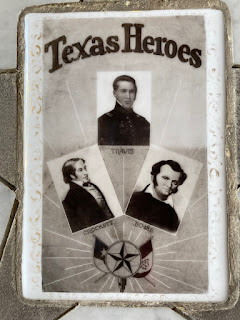 Texas Heroes
TRAVIS
CROCKETT
BOWIE